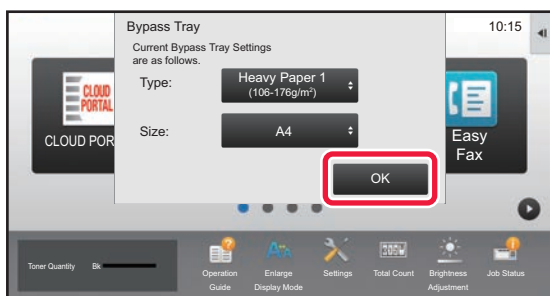 Bypass Tray
10:15
Current Bypass Tray Settings
are as follows.
Type:
Heavy Paper 1
(106-176g/m²)
Size:
A4
OK
CLOUD
PORTAL
CLOUD POR
Easy
Fax
Toner Quantity
Bk
Operation
Guide
Enlarge
Display Mode
Settings
Total Count
Brightness
Adjustment
Job Status